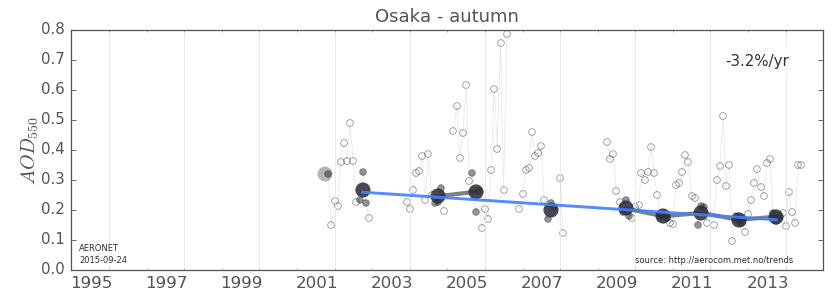 Osaka - autumn
-3.2%/yr
AOD550
0.8
0.7
0.6
0.5
0.4
0.3
0.2
0.1
0.0
AERONET
2015-09-24
source: http://aerocom.met.no/trends
1995 1997 1999 2001 2003 2005 2007 2009 2011 2013